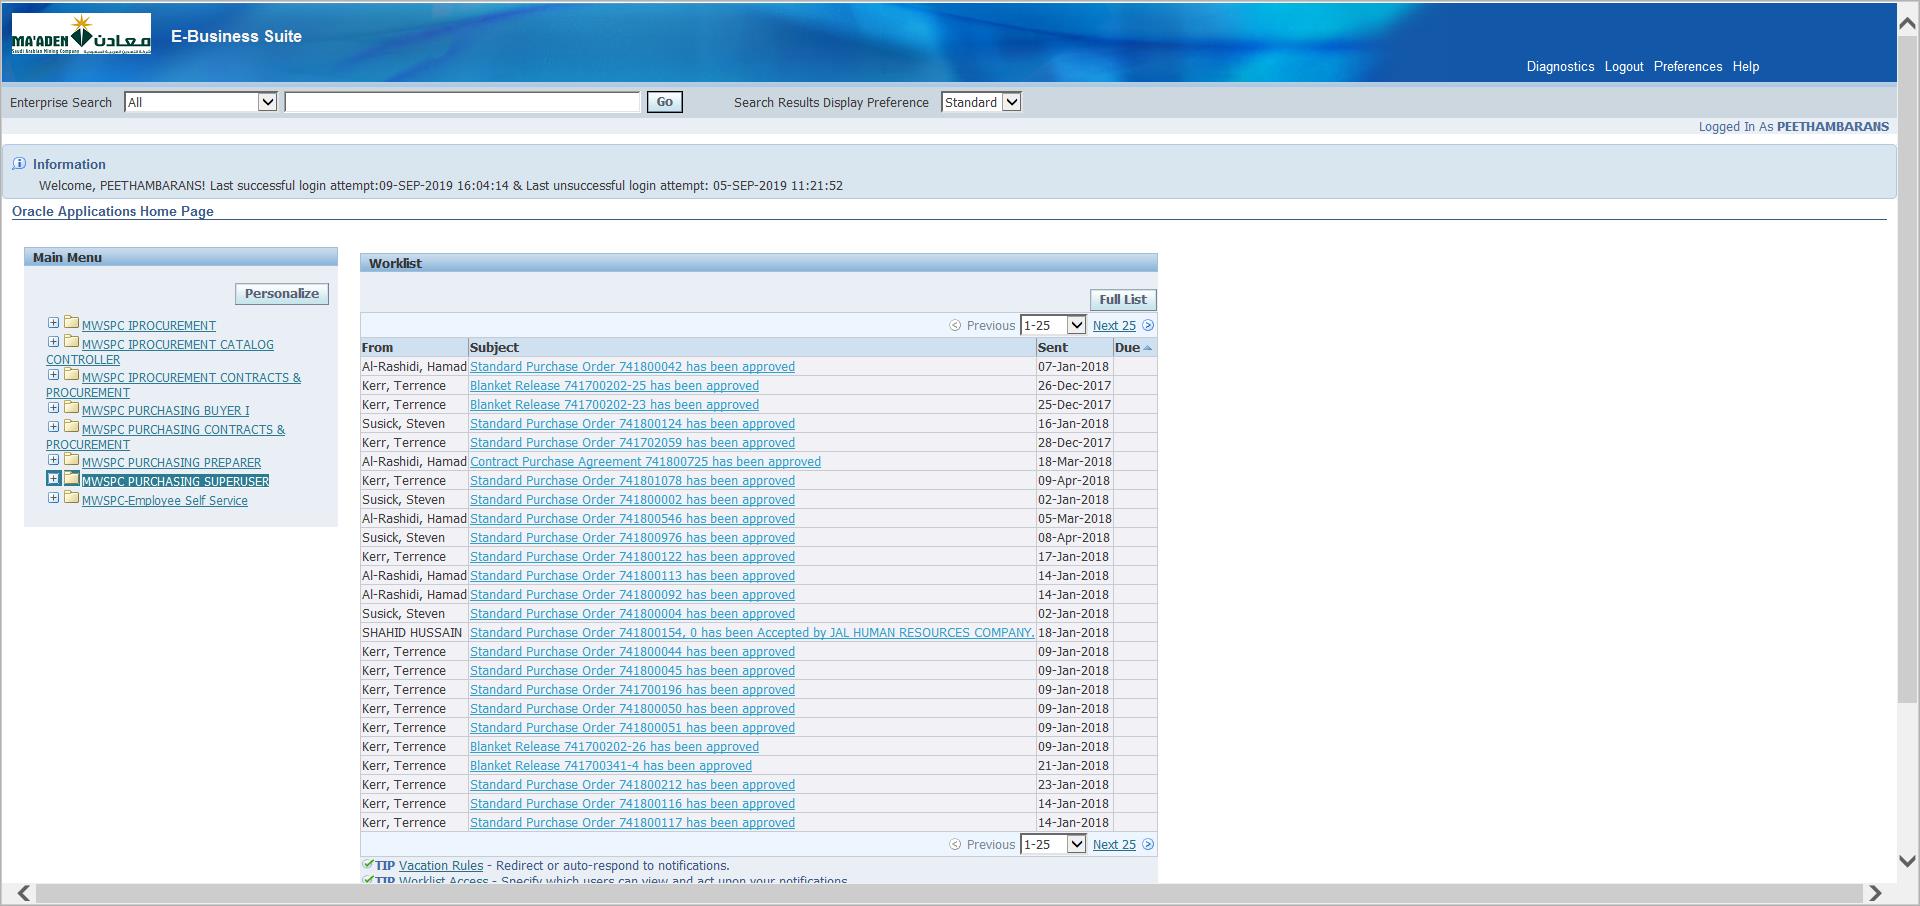 MA'ADEN معادن
Saudi Arabian Mining Company
E-Business Suite
Diagnostics Logout Preferences Help
Enterprise Search All Go Search Results Display Preference Standard
Logged In As PEETHAMBARANS
Information
Welcome, PEETHAMBARANS! Last successful login attempt:09-SEP-2019 16:04:14 & Last unsuccessful login attempt: 05-SEP-2019 11:21:52
Oracle Applications Home Page
Main Menu
Personalize
MWSPC IPROCUREMENT
MWSPC IPROCUREMENT CATALOG
CONTROLLER
MWSPC IPROCUREMENT CONTRACTS &
PROCUREMENT
MWSPC PURCHASING BUYER I
MWSPC PURCHASING CONTRACTS &
PROCUREMENT
MWSPC PURCHASING PREPARER
MWSPC PURCHASING SUPERUSER
MWSPC-Employee Self Service
Worklist
Full List
Previous 1-25 Next 25
From Subject Sent Due
Al-Rashidi, Hamad Standard Purchase Order 741800042 has been approved 07-Jan-2018
Kerr, Terrence Blanket Release 741700202-25 has been approved 26-Dec-2017
Kerr, Terrence Blanket Release 741700202-23 has been approved 25-Dec-2017
Susick, Steven Standard Purchase Order 741800124 has been approved 16-Jan-2018
Kerr, Terrence Standard Purchase Order 741702059 has been approved 28-Dec-2017
Al-Rashidi, Hamad Contract Purchase Agreement 741800725 has been approved 18-Mar-2018
Kerr, Terrence Standard Purchase Order 741801078 has been approved 09-Apr-2018
Susick, Steven Standard Purchase Order 741800002 has been approved 02-Jan-2018
Al-Rashidi, Hamad Standard Purchase Order 741800546 has been approved 05-Mar-2018
Susick, Steven Standard Purchase Order 741800976 has been approved 08-Apr-2018
Kerr, Terrence Standard Purchase Order 741800122 has been approved 17-Jan-2018
Al-Rashidi, Hamad Standard Purchase Order 741800113 has been approved 14-Jan-2018
Al-Rashidi, Hamad Standard Purchase Order 741800092 has been approved 14-Jan-2018
Susick, Steven Standard Purchase Order 741800004 has been approved 02-Jan-2018
SHAHID HUSSAIN Standard Purchase Order 741800154, 0 has been Accepted by JAL HUMAN RESOURCES COMPANY. 18-Jan-2018
Kerr, Terrence Standard Purchase Order 741800044 has been approved 09-Jan-2018
Kerr, Terrence Standard Purchase Order 741800045 has been approved 09-Jan-2018
Kerr, Terrence Standard Purchase Order 741700196 has been approved 09-Jan-2018
Kerr, Terrence Standard Purchase Order 741800050 has been approved 09-Jan-2018
Kerr, Terrence Standard Purchase Order 741800051 has been approved 09-Jan-2018
Kerr, Terrence Blanket Release 741700202-26 has been approved 09-Jan-2018
Kerr, Terrence Blanket Release 741700341-4 has been approved 21-Jan-2018
Kerr, Terrence Standard Purchase Order 741800212 has been approved 23-Jan-2018
Kerr, Terrence Standard Purchase Order 741800116 has been approved 14-Jan-2018
Kerr, Terrence Standard Purchase Order 741800117 has been approved 14-Jan-2018
Previous 1-25 Next 25
TIP Vacation Rules - Redirect or auto-respond to notifications.
TIP Worklist Access - Specify which users can view and act upon your notifications.